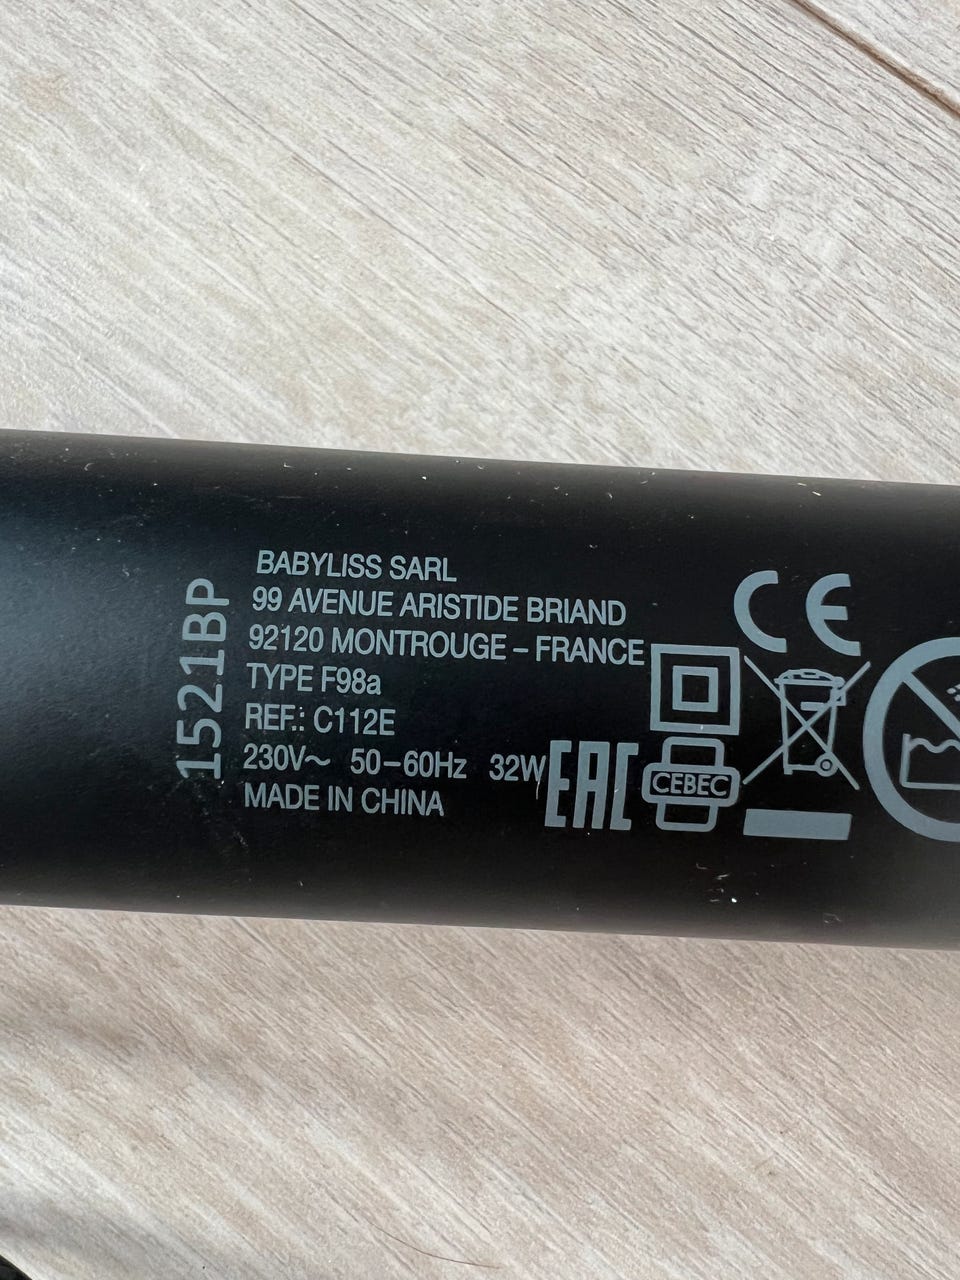 1521BP
BABYLISS SARL
99 AVENUE ARISTIDE BRIAND
92120 MONTROUGE – FRANCE
TYPE F98a
REF.: C112E
230V~ 50–60Hz 32W
MADE IN CHINA
CE
EAC
CEBEC